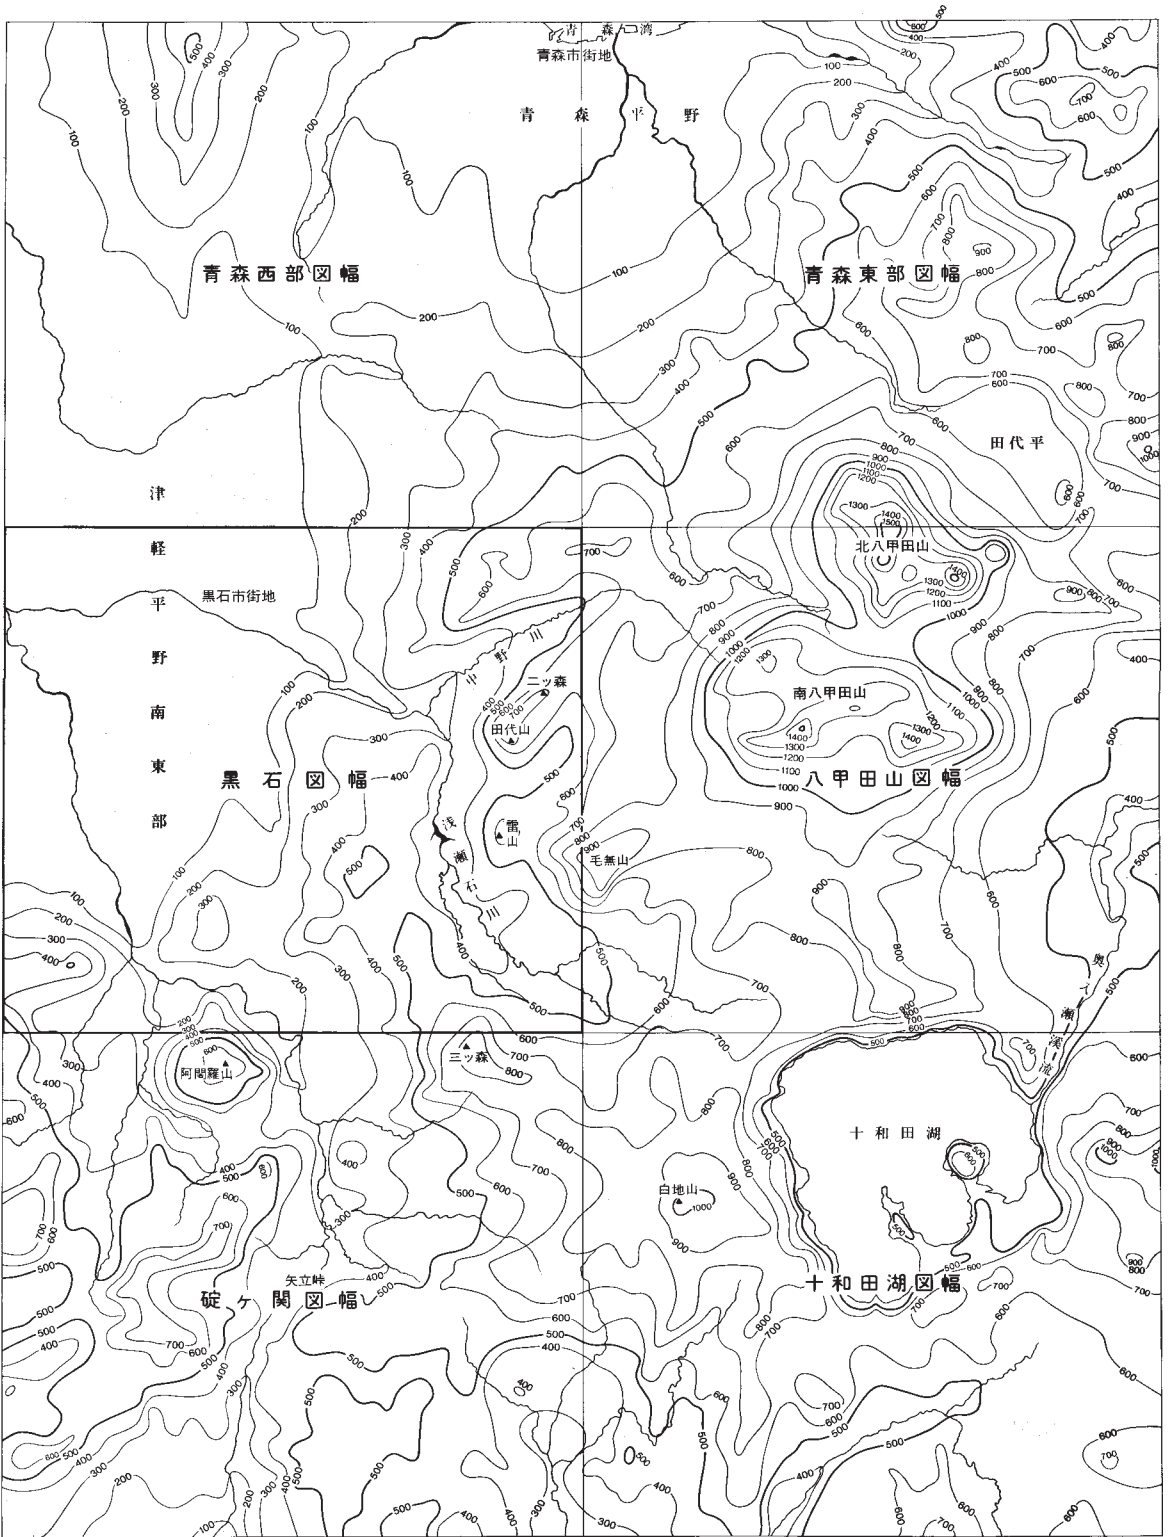 青森湾
青森市街地
青森平野
青森西部図幅
青森東部図幅
田代平
北八甲田山
津軽平野南東部
黒石市街地
中野川
二ッ森
田代山
南八甲田山
黒石図幅
八甲田山図幅
浅瀬石川
雷山
毛無山
奥入瀬渓流
三ッ森
阿闍羅山
十和田湖
白地山
矢立峠
碇ヶ関図幅
十和田湖図幅
100
200
300
400
500
600
700
800
900
1000
1100
1200
1300
1400
1500